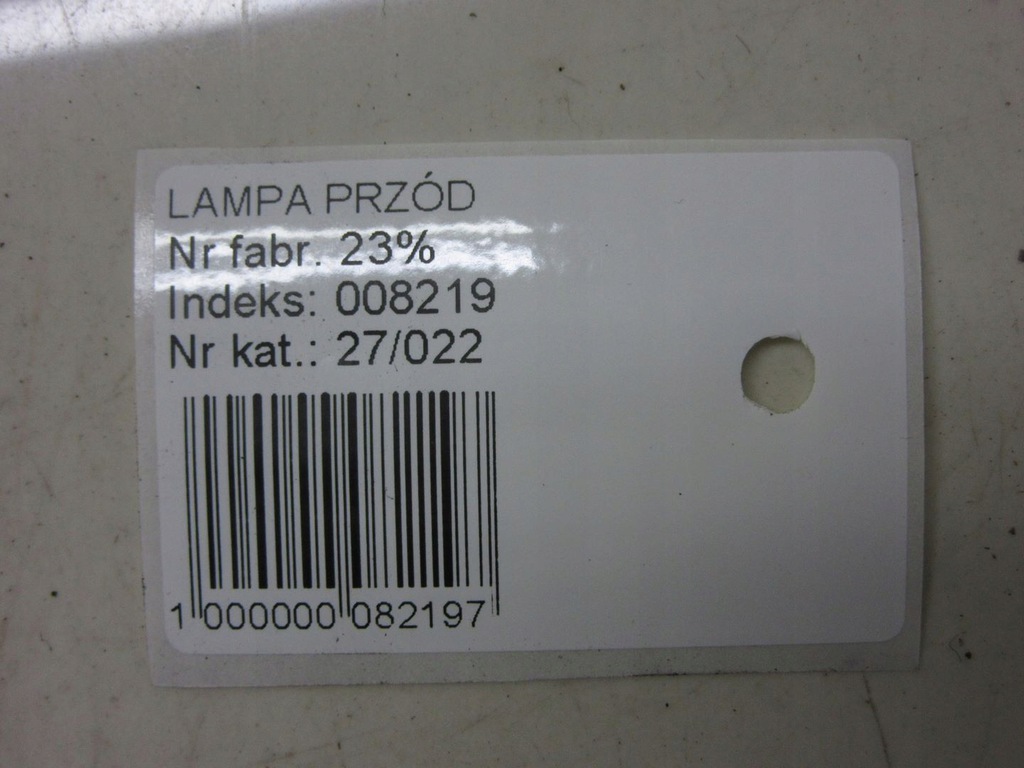 LAMPA PRZÓD
Nr fabr. 23%
Indeks: 008219
Nr kat.: 27/022
1 000000 082197